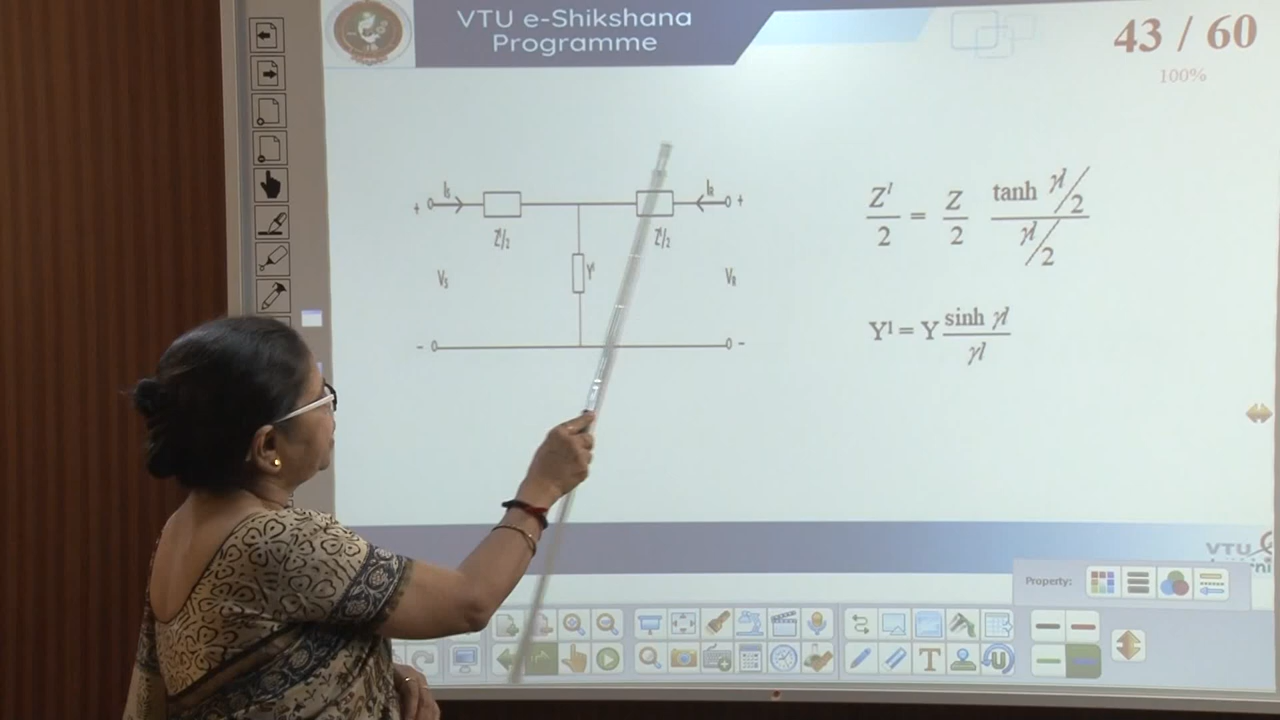 VTU e-Shikshana
Programme
43 / 60
100%
+ Is IR +
Z'/2 Z'/2
Y'
Vs VR
- -
Z'/2 = Z/2 tanh γl/2 / γl/2
Y' = Y sinh γl / γl
VTU
Property:
T
U